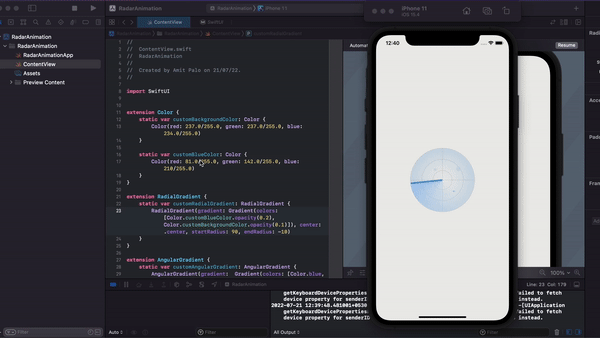 RadarAnimation
RadarAnimation
iPhone 11
iPhone 11
iOS 15.4
ContentView
RadarAnimation
RadarAnimation
RadarAnimationApp
ContentView
Assets
Preview Content
RadarAnimation
ContentView
//
// ContentView.swift
// RadarAnimation
//
// Created by Amit Palo on 21/07/22.
//
import SwiftUI
extension Color {
static var customBackgroundColor: Color {
Color(red: 237.0/255.0, green: 237.0/255.0, blue:
234.0/255.0)
}
static var customBlueColor: Color {
Color(red: 81.0/255.0, green: 142.0/255.0, blue:
210/255.0)
}
}
extension RadialGradient {
static var customRadialGradient: RadialGradient {
RadialGradient(gradient: Gradient(colors:
[Color.customBlueColor.opacity(0.2),
Color.customBackgroundColor.opacity(0.1)]), center:
.center, startRadius: 90, endRadius: -10)
}
}
extension AngularGradient {
static var customAngularGradient: AngularGradient {
AngularGradient(gradient: Gradient(colors: [Color.blue,
Automatic
Resume
12:40
100%
Line: 23 Col: 178
RadarAnimation
getKeyboardDeviceProperties
failed to fetch
device property for senderID
instead.
2022-07-21 12:39:48.481001+0530
[UIApplication
getKeyboardDeviceProperties
Failed to fetch
device property for senderI
instead.
Filter
Auto
Filter
All Output
Filter